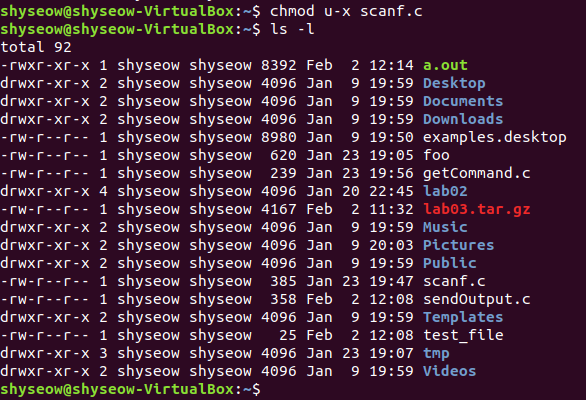 shyseow@shyseow-VirtualBox:~$ chmod u-x scanf.c
shyseow@shyseow-VirtualBox:~$ ls -l
total 92
-rwxr-xr-x 1 shyseow shyseow 8392 Feb  2 12:14 a.out
drwxr-xr-x 2 shyseow shyseow 4096 Jan  9 19:59 Desktop
drwxr-xr-x 2 shyseow shyseow 4096 Jan  9 19:59 Documents
drwxr-xr-x 2 shyseow shyseow 4096 Jan  9 19:59 Downloads
-rw-r--r-- 1 shyseow shyseow 8980 Jan  9 19:50 examples.desktop
-rw-r--r-- 1 shyseow shyseow  620 Jan 23 19:05 foo
-rw-r--r-- 1 shyseow shyseow  239 Jan 23 19:56 getCommand.c
drwxr-xr-x 4 shyseow shyseow 4096 Jan 20 22:45 lab02
-rw-r--r-- 1 shyseow shyseow 4167 Feb  2 11:32 lab03.tar.gz
drwxr-xr-x 2 shyseow shyseow 4096 Jan  9 19:59 Music
drwxr-xr-x 2 shyseow shyseow 4096 Jan  9 20:03 Pictures
drwxr-xr-x 2 shyseow shyseow 4096 Jan  9 19:59 Public
-rw-r--r-- 1 shyseow shyseow  385 Jan 23 19:47 scanf.c
-rw-r--r-- 1 shyseow shyseow  358 Feb  2 12:08 sendOutput.c
drwxr-xr-x 2 shyseow shyseow 4096 Jan  9 19:59 Templates
-rw-r--r-- 1 shyseow shyseow   25 Feb  2 12:08 test_file
drwxr-xr-x 3 shyseow shyseow 4096 Jan 23 19:07 tmp
drwxr-xr-x 2 shyseow shyseow 4096 Jan  9 19:59 Videos
shyseow@shyseow-VirtualBox:~$